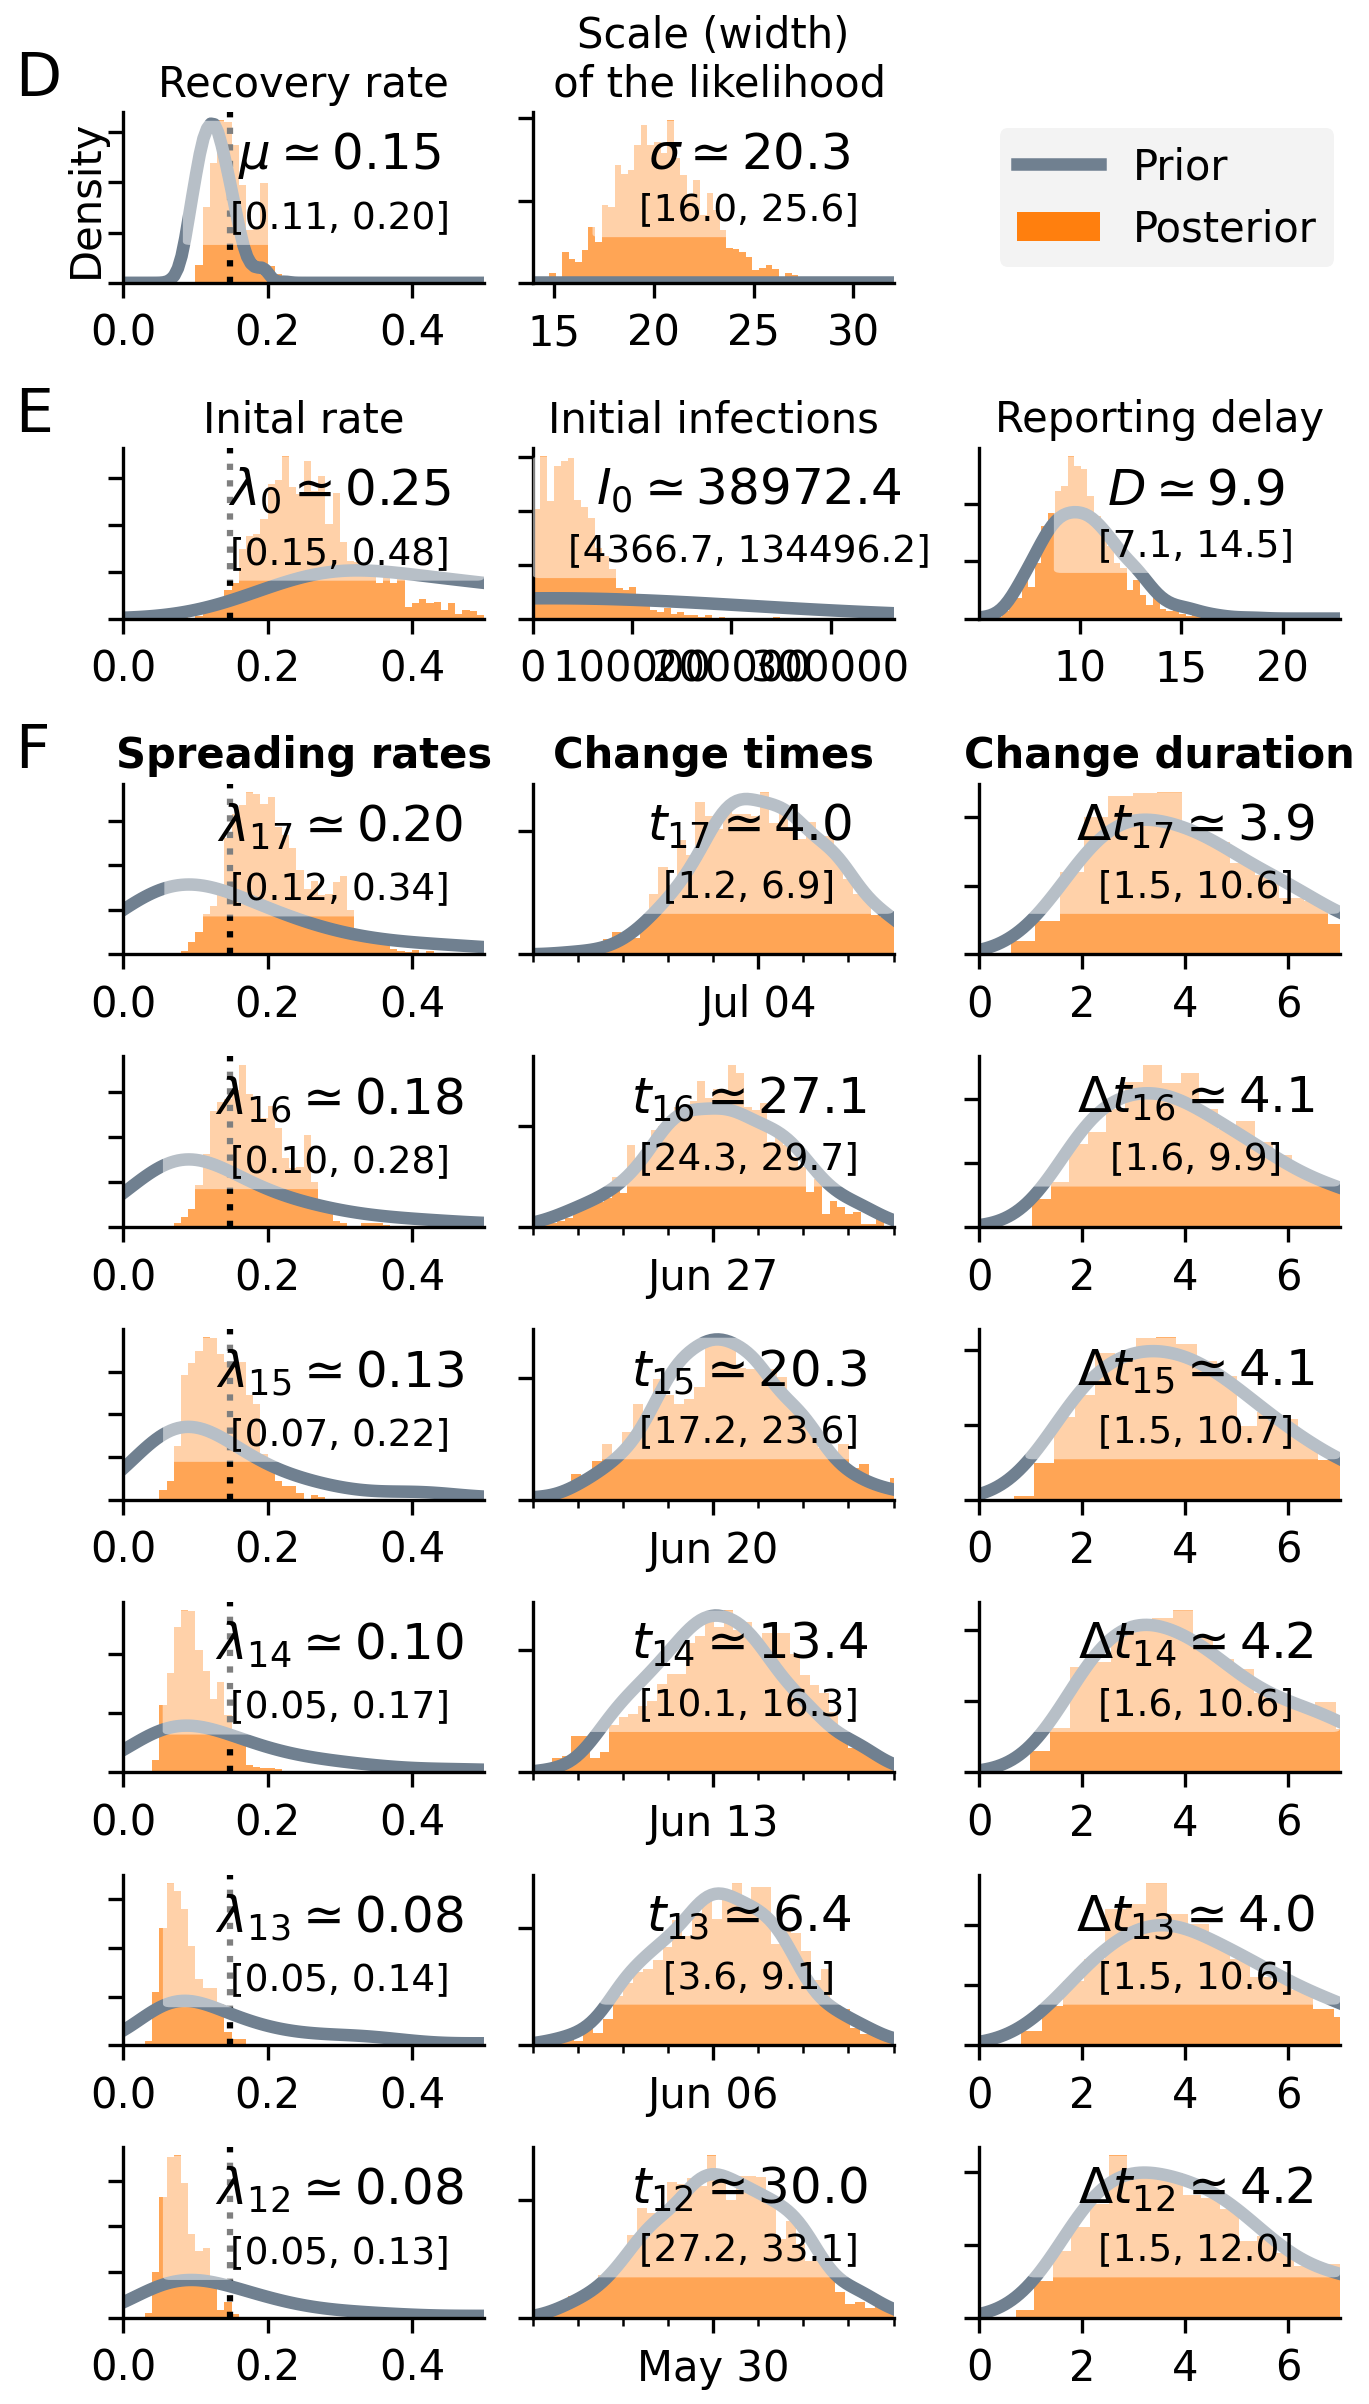 D
Recovery rate
Density
μ ≃ 0.15
[0.11, 0.20]
0.0 0.2 0.4
Scale (width)
of the likelihood
σ ≃ 20.3
[16.0, 25.6]
15 20 25 30
Prior
Posterior
E
Inital rate
λ0 ≃ 0.25
[0.15, 0.48]
0.0 0.2 0.4
Initial infections
I0 ≃ 38972.4
[4366.7, 134496.2]
0 100000 200000 300000
Reporting delay
D ≃ 9.9
[7.1, 14.5]
10 15 20
F
Spreading rates Change times Change duration
λ17 ≃ 0.20
[0.12, 0.34]
0.0 0.2 0.4
t17 ≃ 4.0
[1.2, 6.9]
Jul 04
Δt17 ≃ 3.9
[1.5, 10.6]
0 2 4 6
λ16 ≃ 0.18
[0.10, 0.28]
0.0 0.2 0.4
t16 ≃ 27.1
[24.3, 29.7]
Jun 27
Δt16 ≃ 4.1
[1.6, 9.9]
0 2 4 6
λ15 ≃ 0.13
[0.07, 0.22]
0.0 0.2 0.4
t15 ≃ 20.3
[17.2, 23.6]
Jun 20
Δt15 ≃ 4.1
[1.5, 10.7]
0 2 4 6
λ14 ≃ 0.10
[0.05, 0.17]
0.0 0.2 0.4
t14 ≃ 13.4
[10.1, 16.3]
Jun 13
Δt14 ≃ 4.2
[1.6, 10.6]
0 2 4 6
λ13 ≃ 0.08
[0.05, 0.14]
0.0 0.2 0.4
t13 ≃ 6.4
[3.6, 9.1]
Jun 06
Δt13 ≃ 4.0
[1.5, 10.6]
0 2 4 6
λ12 ≃ 0.08
[0.05, 0.13]
0.0 0.2 0.4
t12 ≃ 30.0
[27.2, 33.1]
May 30
Δt12 ≃ 4.2
[1.5, 12.0]
0 2 4 6